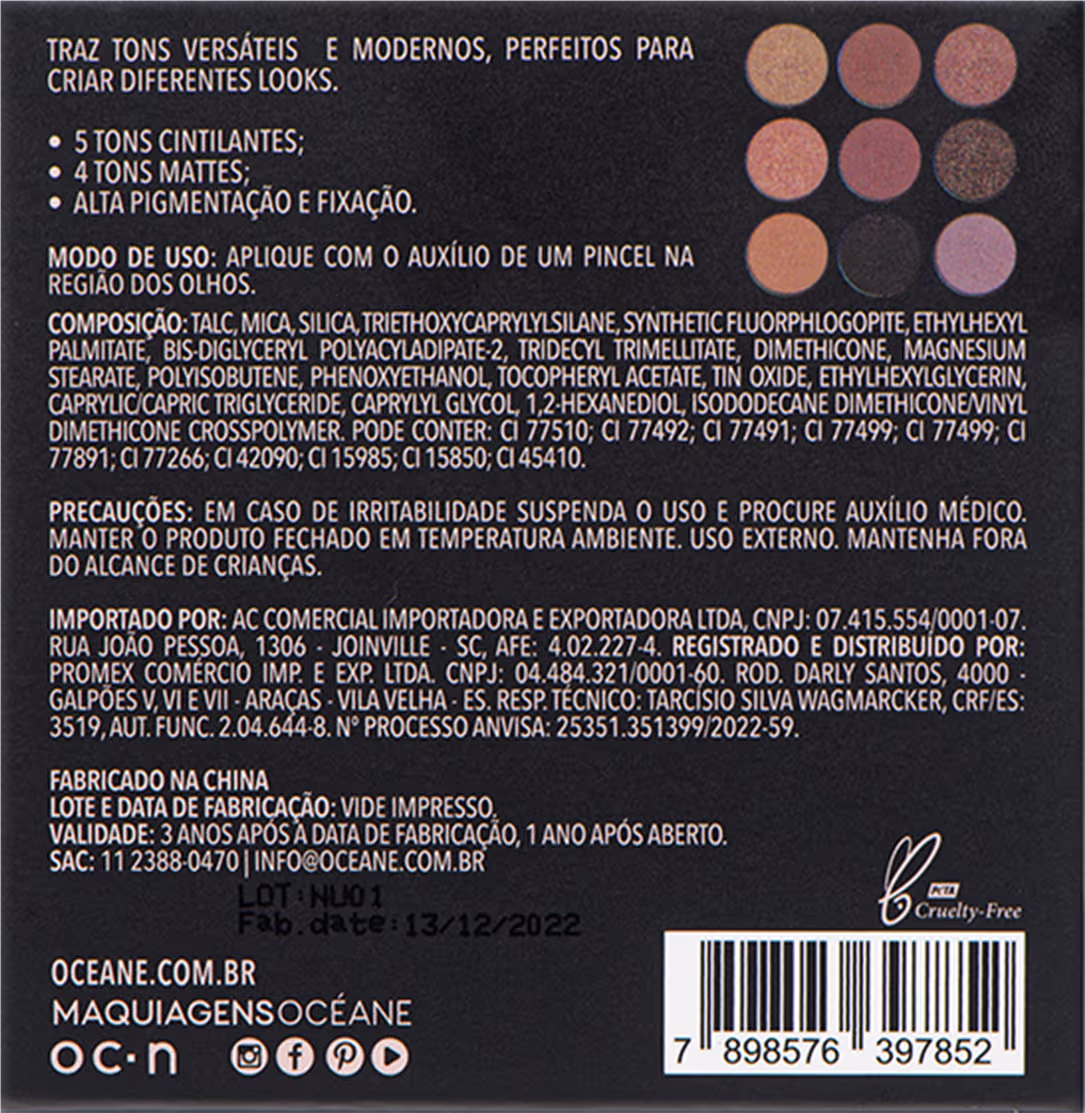 TRAZ TONS VERSÁTEIS E MODERNOS, PERFEITOS PARA
CRIAR DIFERENTES LOOKS.
• 5 TONS CINTILANTES;
• 4 TONS MATTES;
• ALTA PIGMENTAÇÃO E FIXAÇÃO.
MODO DE USO: APLIQUE COM O AUXÍLIO DE UM PINCEL NA
REGIÃO DOS OLHOS.
COMPOSIÇÃO: TALC, MICA, SILICA, TRIETHOXYCAPRYLYLSILANE, SYNTHETIC FLUORPHLOGOPITE, ETHYLHEXYL
PALMITATE, BIS-DIGLYCERYL POLYACYLADIPATE-2, TRIDECYL TRIMELLITATE, DIMETHICONE, MAGNESIUM
STEARATE, POLYISOBUTENE, PHENOXYETHANOL, TOCOPHERYL ACETATE, TIN OXIDE, ETHYLHEXYLGLYCERIN,
CAPRYLIC/CAPRIC TRIGLYCERIDE, CAPRYLYL GLYCOL, 1,2-HEXANEDIOL, ISODODECANE DIMETHICONE/VINYL
DIMETHICONE CROSSPOLYMER. PODE CONTER: CI 77510; CI 77492; CI 77491; CI 77499; CI 77499; CI
77891; CI 77266; CI 42090; CI 15985; CI 15850; CI 45410.
PRECAUÇÕES: EM CASO DE IRRITABILIDADE SUSPENDA O USO E PROCURE AUXÍLIO MÉDICO.
MANTER O PRODUTO FECHADO EM TEMPERATURA AMBIENTE. USO EXTERNO. MANTENHA FORA
DO ALCANCE DE CRIANÇAS.
IMPORTADO POR: AC COMERCIAL IMPORTADORA E EXPORTADORA LTDA, CNPJ: 07.415.554/0001-07.
RUA JOÃO PESSOA, 1306 - JOINVILLE - SC, AFE: 4.02.227-4. REGISTRADO E DISTRIBUÍDO POR:
PROMEX COMÉRCIO IMP. E EXP. LTDA. CNPJ: 04.484.321/0001-60. ROD. DARLY SANTOS, 4000 -
GALPÕES V, VI E VII - ARAÇAS - VILA VELHA - ES. RESP. TÉCNICO: TARCÍSIO SILVA WAGMARCKER, CRF/ES:
3519, AUT. FUNC. 2.04.644-8. Nº PROCESSO ANVISA: 25351.351399/2022-59.
FABRICADO NA CHINA
LOTE E DATA DE FABRICAÇÃO: VIDE IMPRESSO.
VALIDADE: 3 ANOS APÓS A DATA DE FABRICAÇÃO, 1 ANO APÓS ABERTO.
SAC: 11 2388-0470 | INFO@OCEANE.COM.BR
LOT:NU01
Fab.date:13/12/2022
PETA
Cruelty-Free
OCEANE.COM.BR
MAQUIAGENSOCÉANE
oc·n
7 898576 397852